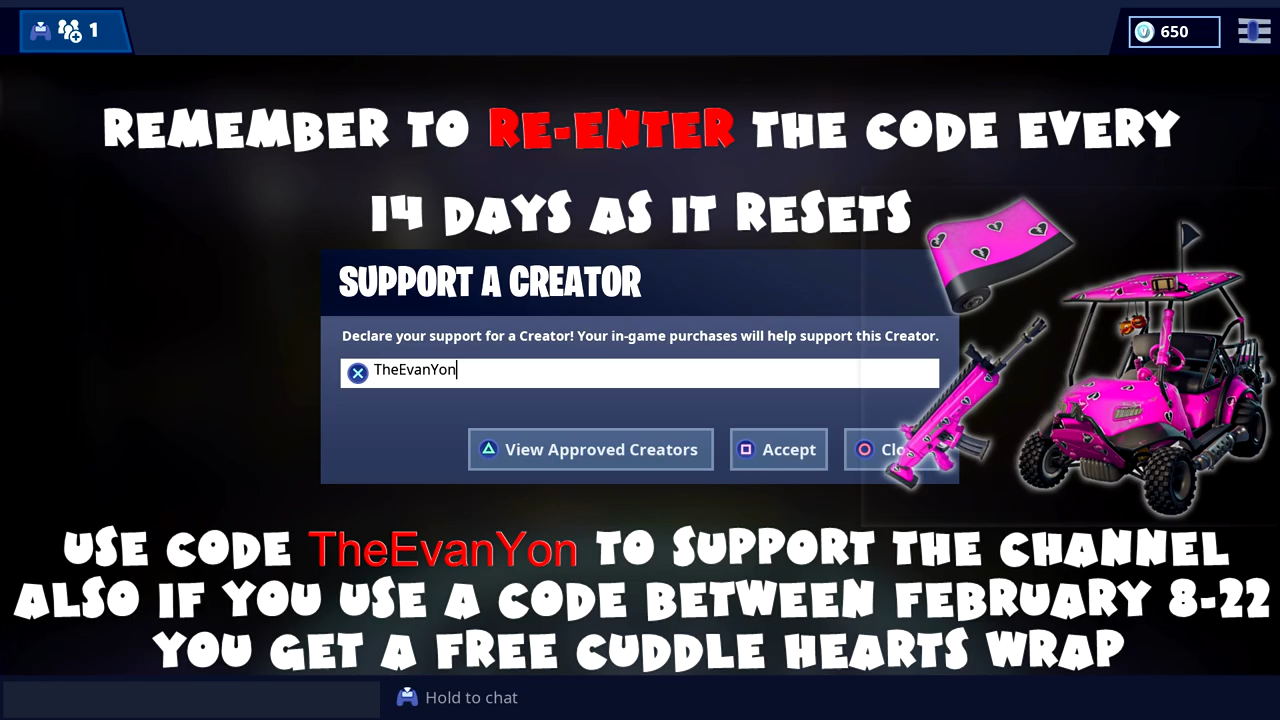 1
650
REMEMBER TO RE-ENTER THE CODE EVERY
14 DAYS AS IT RESETS
SUPPORT A CREATOR
Declare your support for a Creator! Your in-game purchases will help support this Creator.
TheEvanYon
View Approved Creators
Accept
Clo
USE CODE TheEvanYon TO SUPPORT THE CHANNEL
ALSO IF YOU USE A CODE BETWEEN FEBRUARY 8-22
YOU GET A FREE CUDDLE HEARTS WRAP
Hold to chat